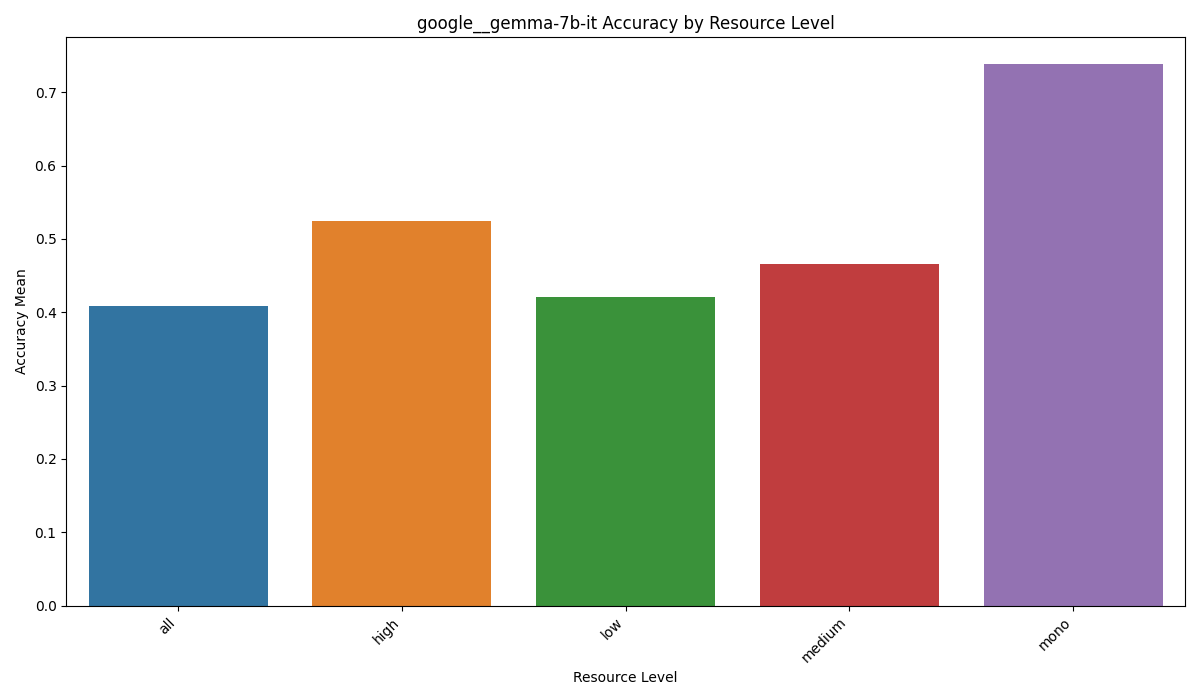 google__gemma-7b-it Accuracy by Resource Level
Accuracy Mean
0.7
0.6
0.5
0.4
0.3
0.2
0.1
0.0
all
high
low
medium
mono
Resource Level